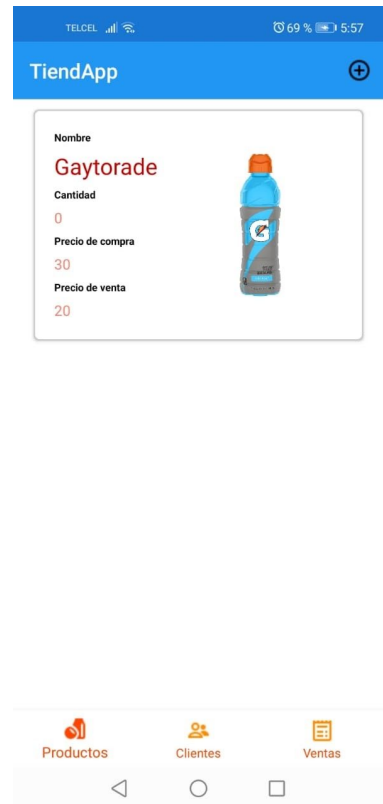 TELCEL 69 % 5:57
TiendApp
Nombre
Gaytorade
Cantidad
0
Precio de compra
30
Precio de venta
20
G
Productos
Clientes
Ventas